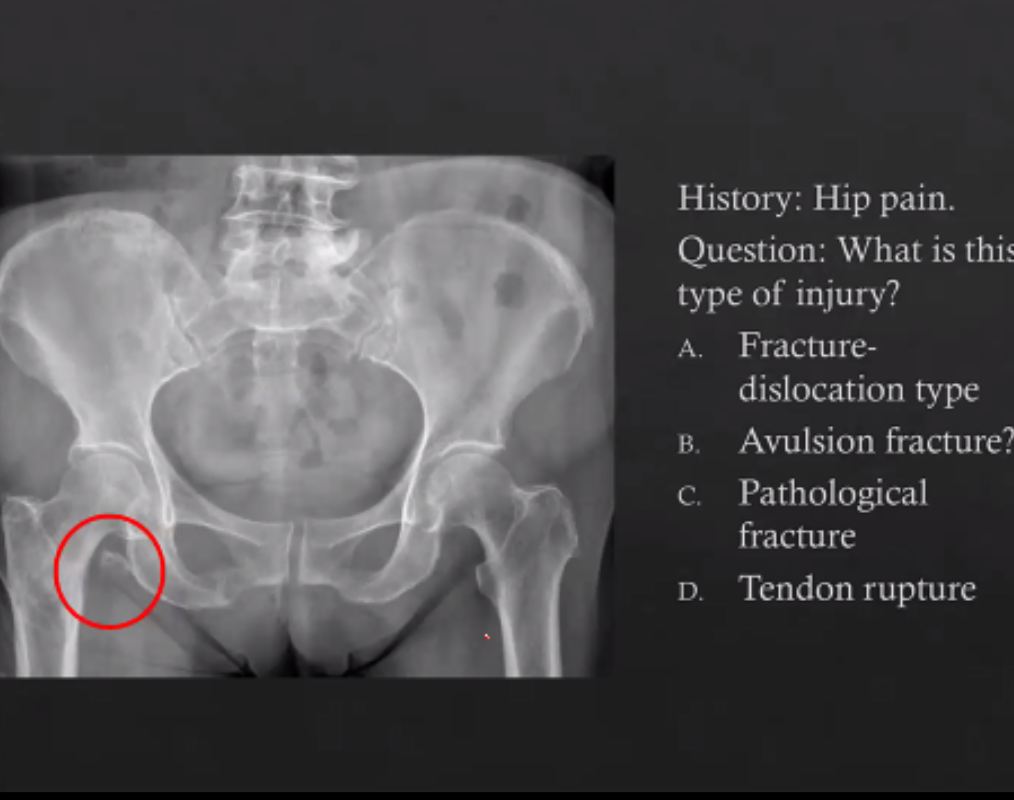 History: Hip pain.
Question: What is this
type of injury?
A. Fracture-
dislocation type
B. Avulsion fracture?
C. Pathological
fracture
D. Tendon rupture